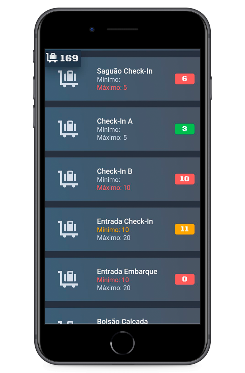 169
Saguão Check-In
Mínimo:
Máximo: 5
6
Check-In A
Mínimo:
Máximo: 5
3
Check-In B
Mínimo:
Máximo: 10
10
Entrada Check-In
Mínimo: 10
Máximo: 20
11
Entrada Embarque
Mínimo: 10
Máximo: 20
0
Bolsão Calçada